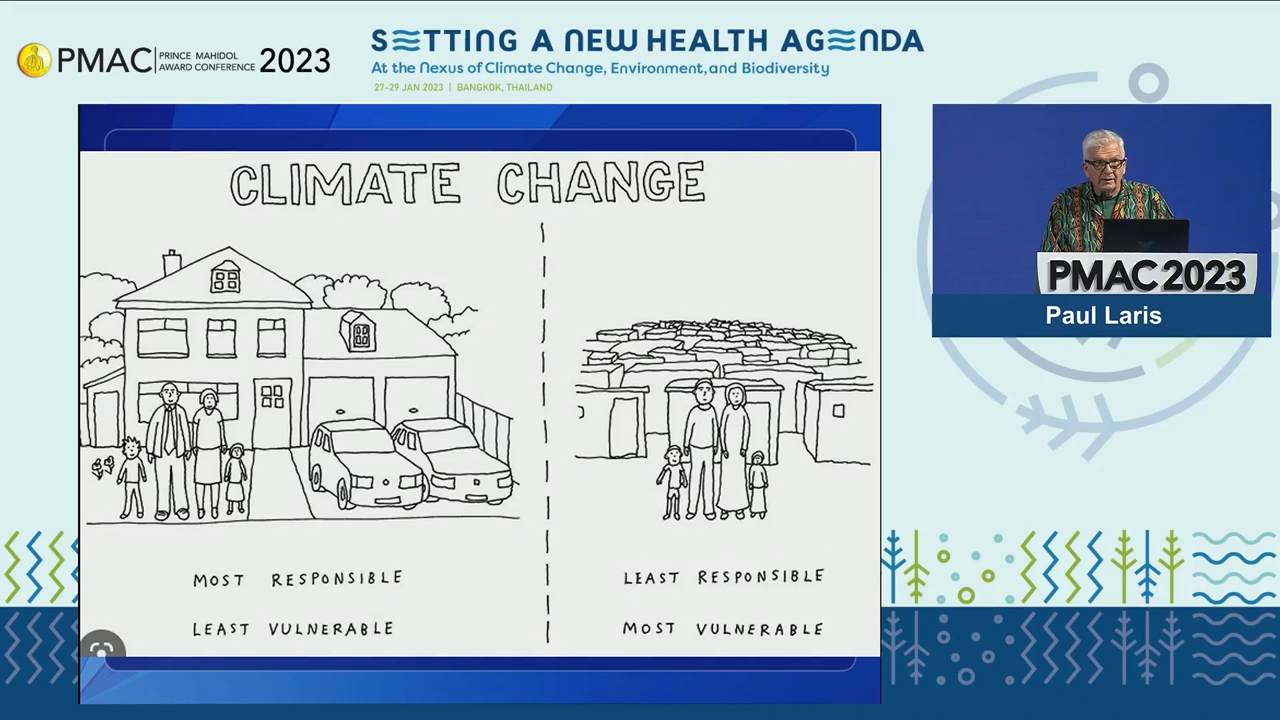 PMAC PRINCE MAHIDOL AWARD CONFERENCE 2023
SETTING A NEW HEALTH AGENDA
At the Nexus of Climate Change, Environment, and Biodiversity
27-29 JAN 2023 | BANGKOK, THAILAND
CLIMATE CHANGE
MOST RESPONSIBLE
LEAST VULNERABLE
LEAST RESPONSIBLE
MOST VULNERABLE
PMAC 2023
Paul Laris